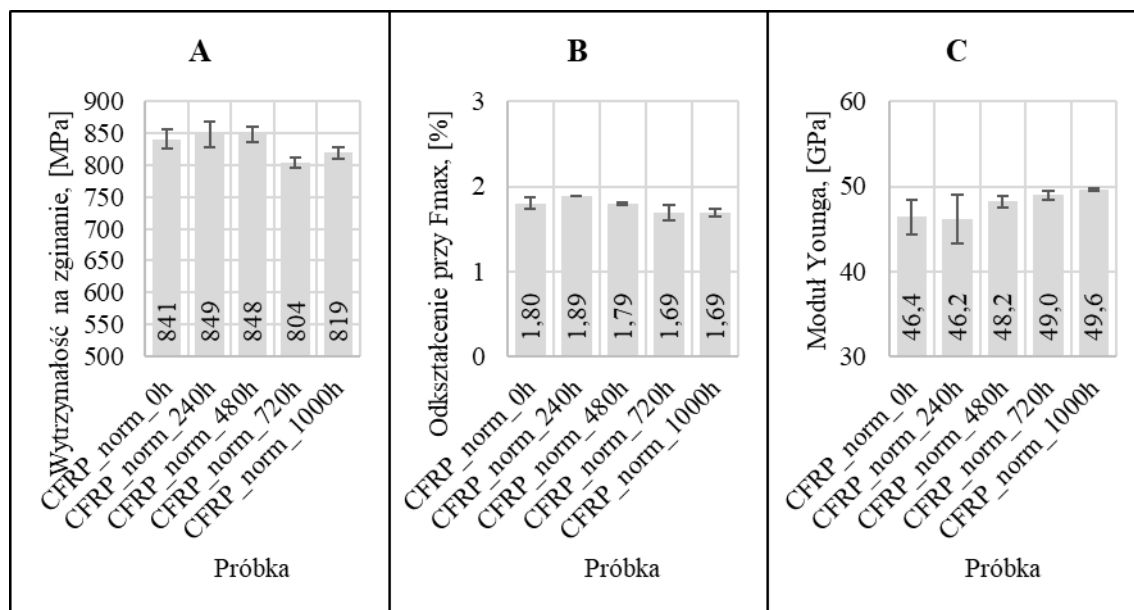 A
Wytrzymałość na zginanie, [MPa]
900
850
800
750
700
650
600
550
500
841
849
848
804
819
CFRP_norm_0h
CFRP_norm_240h
CFRP_norm_480h
CFRP_norm_720h
CFRP_norm_1000h
Próbka
B
Odkształcenie przy Fmax, [%]
3
2
1
0
1,80
1,89
1,79
1,69
1,69
CFRP_norm_0h
CFRP_norm_240h
CFRP_norm_480h
CFRP_norm_720h
CFRP_norm_1000h
Próbka
C
Moduł Younga, [GPa]
60
50
40
30
46,4
46,2
48,2
49,0
49,6
CFRP_norm_0h
CFRP_norm_240h
CFRP_norm_480h
CFRP_norm_720h
CFRP_norm_1000h
Próbka